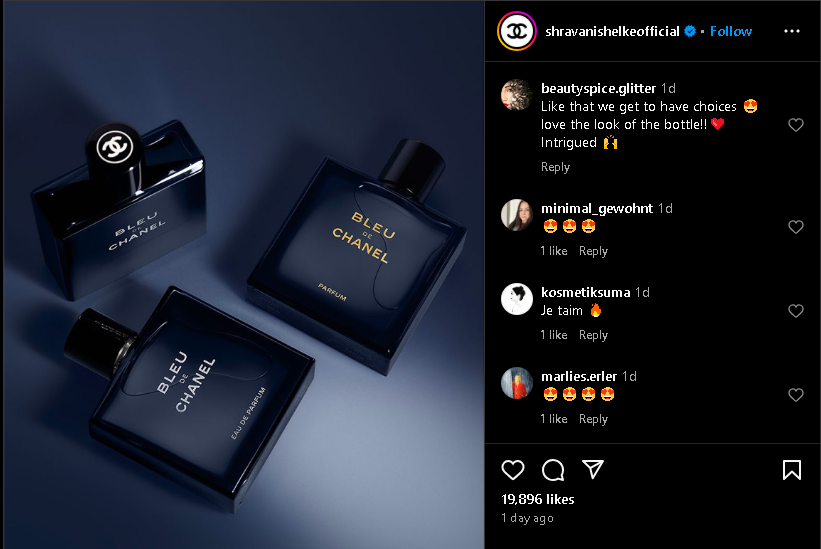 BLEU
DE
CHANEL
BLEU
DE
CHANEL
PARFUM
BLEU
DE
CHANEL
EAU DE PARFUM
shravanishelkeofficial • Follow
beautyspice.glitter 1d
Like that we get to have choices 😍
love the look of the bottle!!❤️
Intrigued 🙌
Reply
minimal_gewøhnt 1d
😍😍😍
1 like Reply
kosmetiksuma 1d
Je taim 🔥
1 like Reply
marlies.erler 1d
😍😍😍😍
1 like Reply
19,896 likes
1 day ago